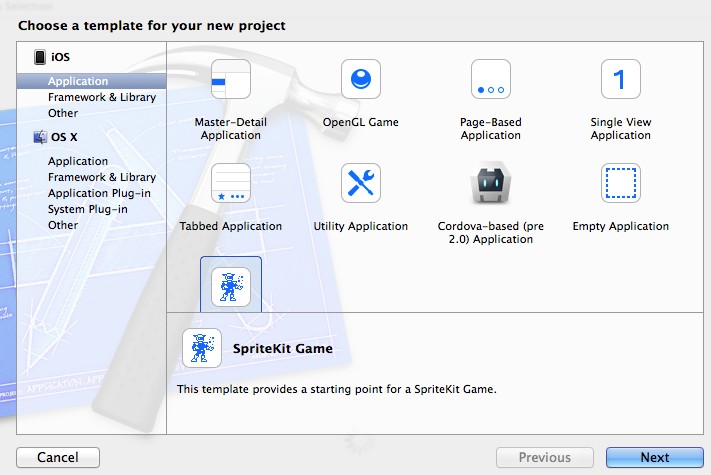 Choose a template for your new project
iOS
Application
Framework & Library
Other
OS X
Application
Framework & Library
Application Plug-in
System Plug-in
Other
Master-Detail
Application
OpenGL Game
Page-Based
Application
1
Single View
Application
Tabbed Application
Utility Application
Cordova-based (pre
2.0) Application
Empty Application
SpriteKit Game
This template provides a starting point for a SpriteKit Game.
Cancel
Previous
Next